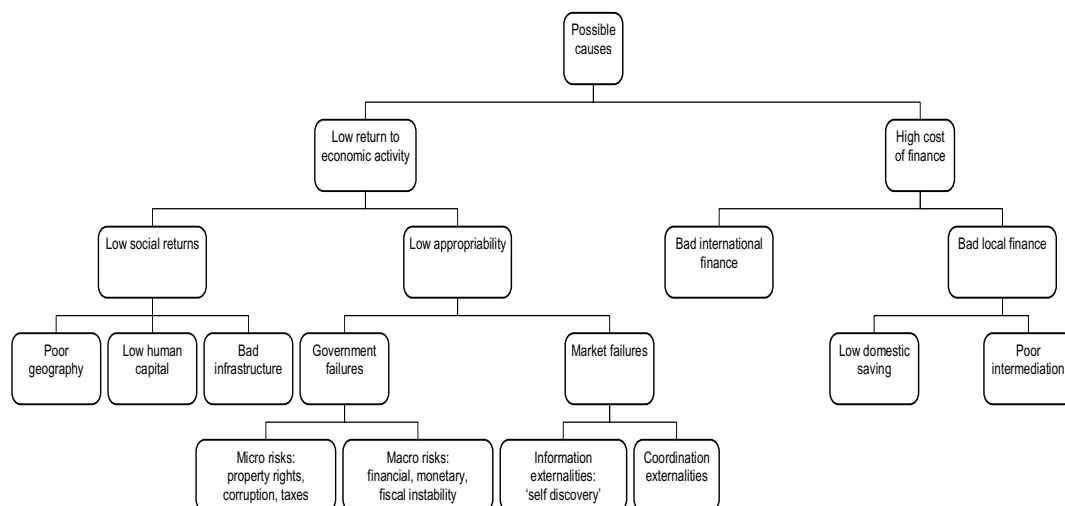 Possible
causes
Low return to
economic activity
High cost
of finance
Low social returns
Low appropriability
Bad international
finance
Bad local finance
Poor
geography
Low human
capital
Bad
infrastructure
Government
failures
Market failures
Low domestic
saving
Poor
intermediation
Micro risks:
property rights,
corruption, taxes
Macro risks:
financial, monetary,
fiscal instability
Information
externalities:
‘self discovery’
Coordination
externalities